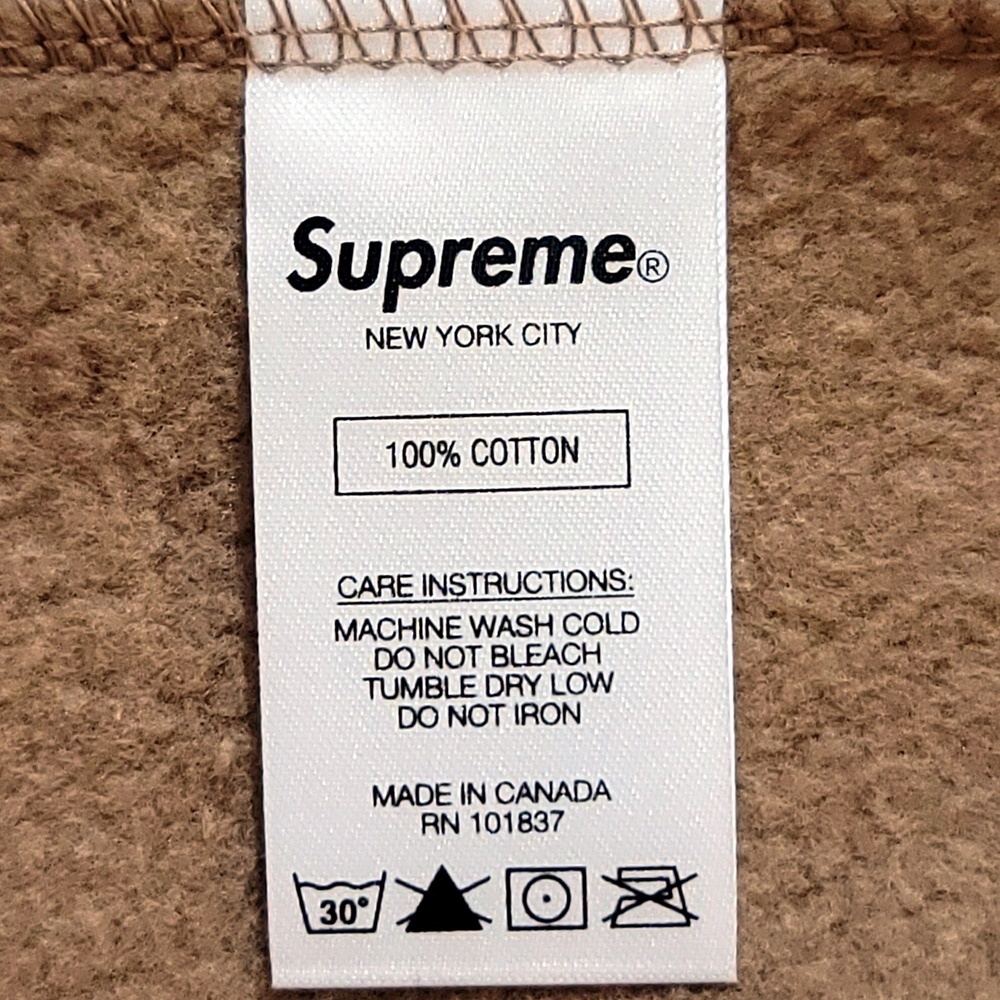 Supreme®
NEW YORK CITY
100% COTTON
CARE INSTRUCTIONS:
MACHINE WASH COLD
DO NOT BLEACH
TUMBLE DRY LOW
DO NOT IRON
MADE IN CANADA
RN 101837
30°